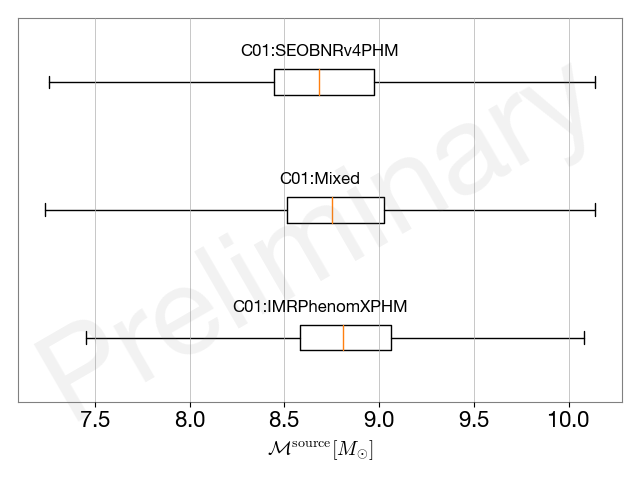 C01:SEOBNRv4PHM
C01:Mixed
C01:IMRPhenomXPHM
Preliminary
7.5 8.0 8.5 9.0 9.5 10.0
ℳ^source [M_⊙]